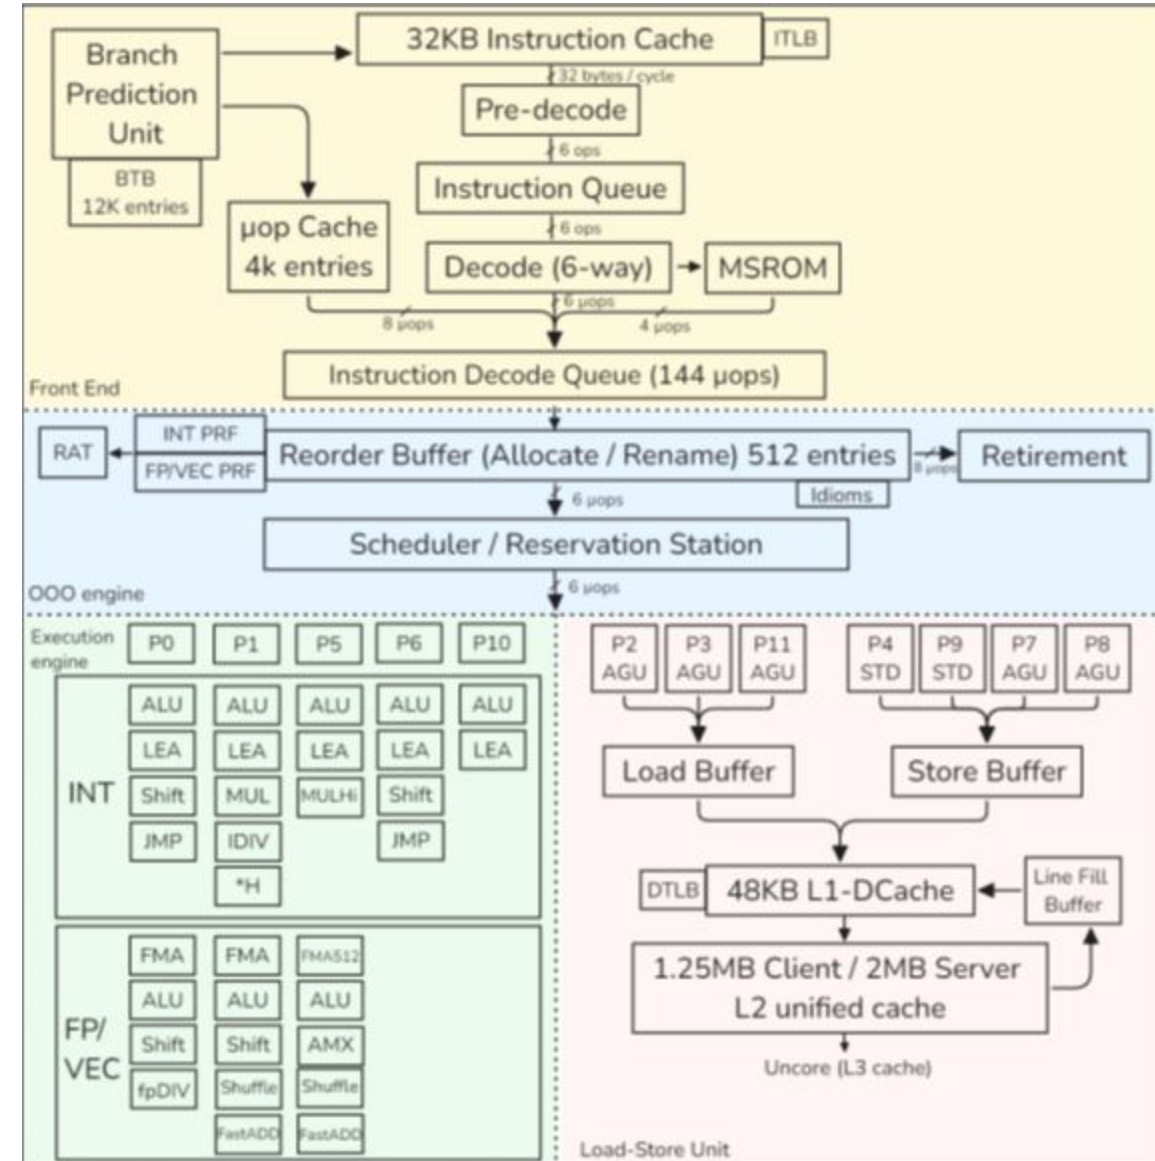 Branch
Prediction
Unit
BTB
12K entries
32KB Instruction Cache
ITLB
32 bytes / cycle
Pre-decode
6 ops
Instruction Queue
6 ops
µop Cache
4k entries
Decode (6-way)
MSROM
6 µops
8 µops
4 µops
Instruction Decode Queue (144 µops)
Front End
RAT
INT PRF
FP/VEC PRF
Reorder Buffer (Allocate / Rename) 512 entries
8 µops
Retirement
Idioms
6 µops
Scheduler / Reservation Station
6 µops
OOO engine
Execution
engine
P0 P1 P5 P6 P10
INT
ALU ALU ALU ALU ALU
LEA LEA LEA LEA LEA
Shift MUL MULHi Shift
JMP IDIV JMP
*H
FP/
VEC
FMA FMA FMA512
ALU ALU ALU
Shift Shift AMX
fpDIV Shuffle Shuffle
FastADD FastADD
P2
AGU
P3
AGU
P11
AGU
P4
STD
P9
STD
P7
AGU
P8
AGU
Load Buffer
Store Buffer
DTLB
48KB L1-DCache
Line Fill
Buffer
1.25MB Client / 2MB Server
L2 unified cache
Uncore (L3 cache)
Load-Store Unit